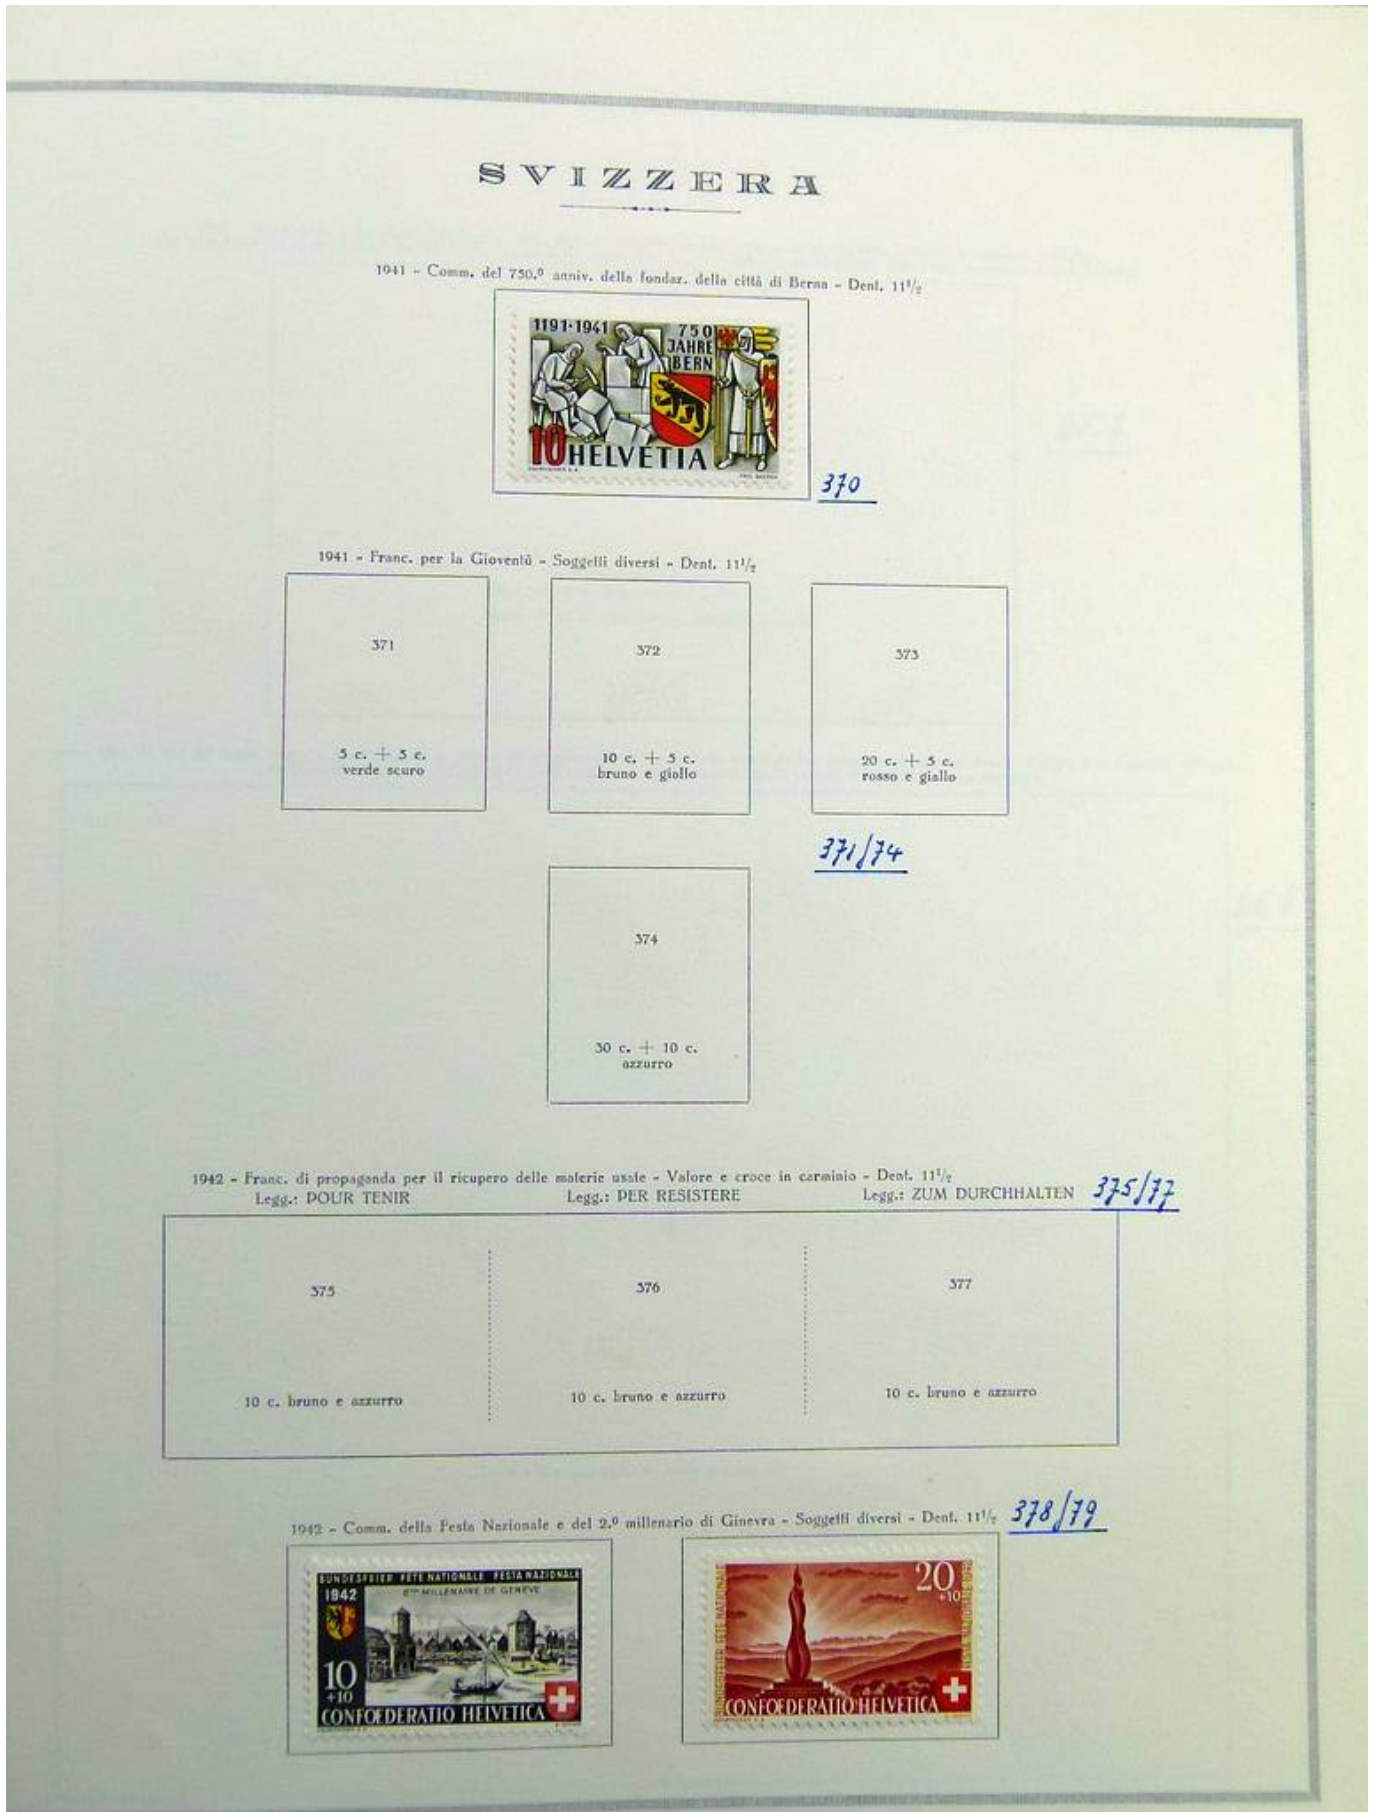 SVIZZERA
1941 - Comm. del 750.º anniv. della fondaz. della città di Berna - Dent. 11½
1191·1941
750
JAHRE
BERN
10 HELVETIA
370
1941 - Franc. per la Gioventù - Soggetti diversi - Dent. 11½
371
372
373
5 c. + 5 c.
verde scuro
10 c. + 5 c.
bruno e giallo
20 c. + 5 c.
rosso e giallo
371/74
374
30 c. + 10 c.
azzurro
1942 - Franc. di propaganda per il ricupero delle materie usate - Valore e croce in carminio - Dent. 11½
375/77
Legg.: POUR TENIR
Legg.: PER RESISTERE
Legg.: ZUM DURCHHALTEN
375
376
377
10 c. bruno e azzurro
10 c. bruno e azzurro
10 c. bruno e azzurro
1942 - Comm. della Festa Nazionale e del 2.º millenario di Ginevra - Soggetti diversi - Dent. 11½
378/79
BUNDESFEIER FÊTE NATIONALE FESTA NAZIONALE
1942
MILLENAIRE DE GENEVE
10
+10
CONFOEDERATIO HELVETICA
20
+10
BUNDESFEIER FÊTE NATIONALE
CONFOEDERATIO HELVETICA